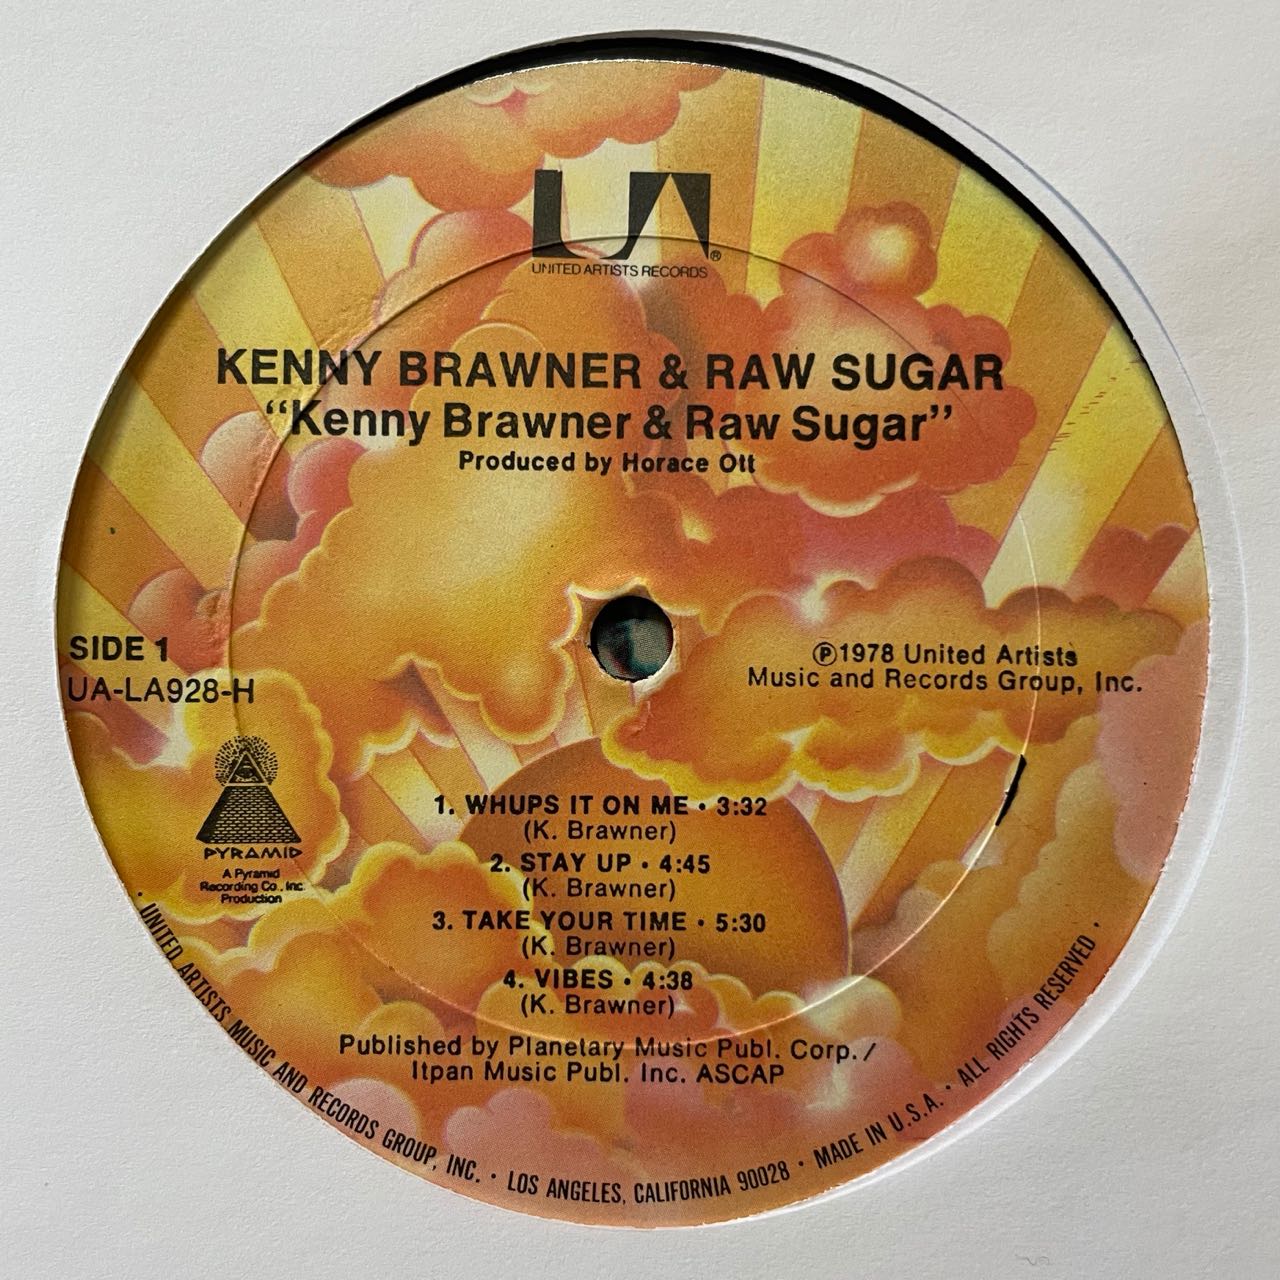 UA®
UNITED ARTISTS RECORDS
KENNY BRAWNER & RAW SUGAR
“Kenny Brawner & Raw Sugar”
Produced by Horace Ott
SIDE 1
UA-LA928-H
℗1978 United Artists
Music and Records Group, Inc.
PYRAMID
A Pyramid
Recording Co., Inc.
Production
1. WHUPS IT ON ME • 3:32
(K. Brawner)
2. STAY UP • 4:45
(K. Brawner)
3. TAKE YOUR TIME • 5:30
(K. Brawner)
4. VIBES • 4:38
(K. Brawner)
Published by Planetary Music Publ. Corp./
Itpan Music Publ. Inc. ASCAP
• UNITED ARTISTS MUSIC AND RECORDS GROUP, INC. • LOS ANGELES, CALIFORNIA 90028 • MADE IN U.S.A. • ALL RIGHTS RESERVED •